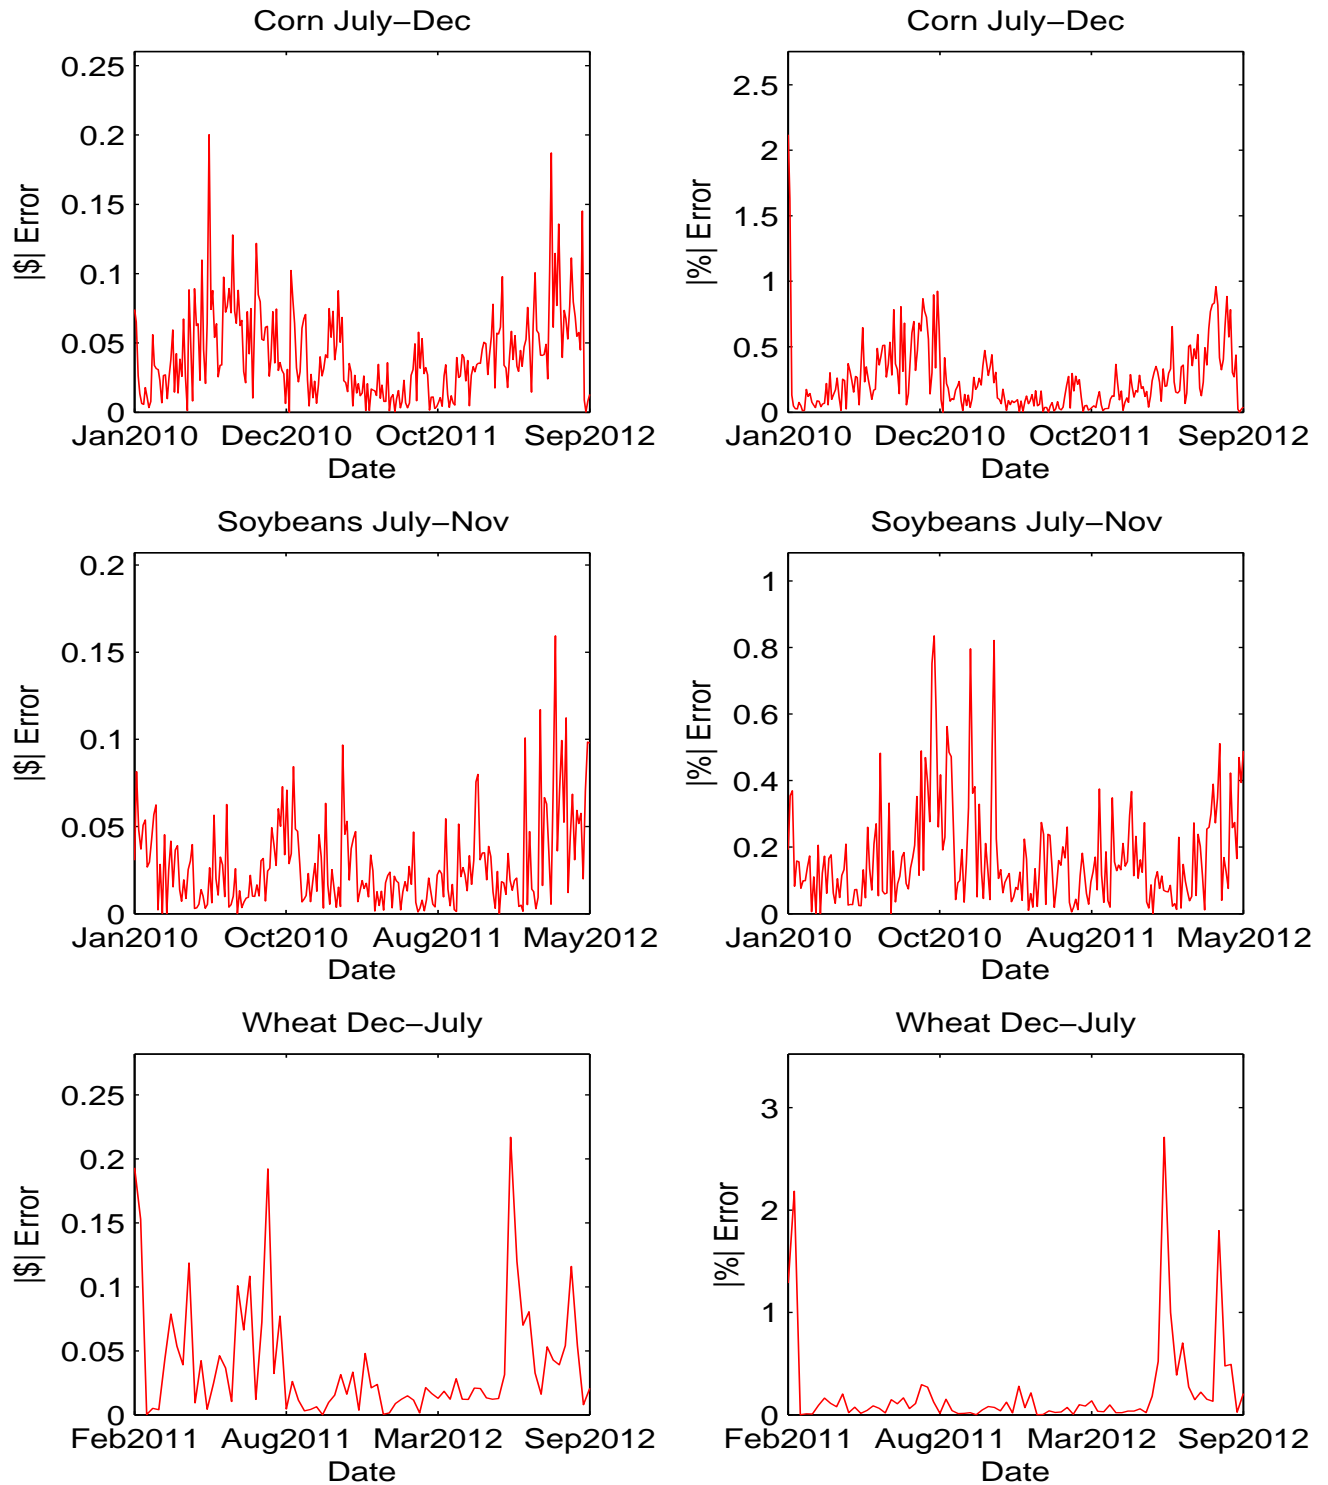 Corn July–Dec
0.25
0.2
0.15
0.1
0.05
0
|$| Error
Jan2010 Dec2010 Oct2011 Sep2012
Date
Corn July–Dec
2.5
2
1.5
1
0.5
0
|%| Error
Jan2010 Dec2010 Oct2011 Sep2012
Date
Soybeans July–Nov
0.2
0.15
0.1
0.05
0
|$| Error
Jan2010 Oct2010 Aug2011 May2012
Date
Soybeans July–Nov
1
0.8
0.6
0.4
0.2
0
|%| Error
Jan2010 Oct2010 Aug2011 May2012
Date
Wheat Dec–July
0.25
0.2
0.15
0.1
0.05
0
|$| Error
Feb2011 Aug2011 Mar2012 Sep2012
Date
Wheat Dec–July
3
2
1
0
|%| Error
Feb2011 Aug2011 Mar2012 Sep2012
Date